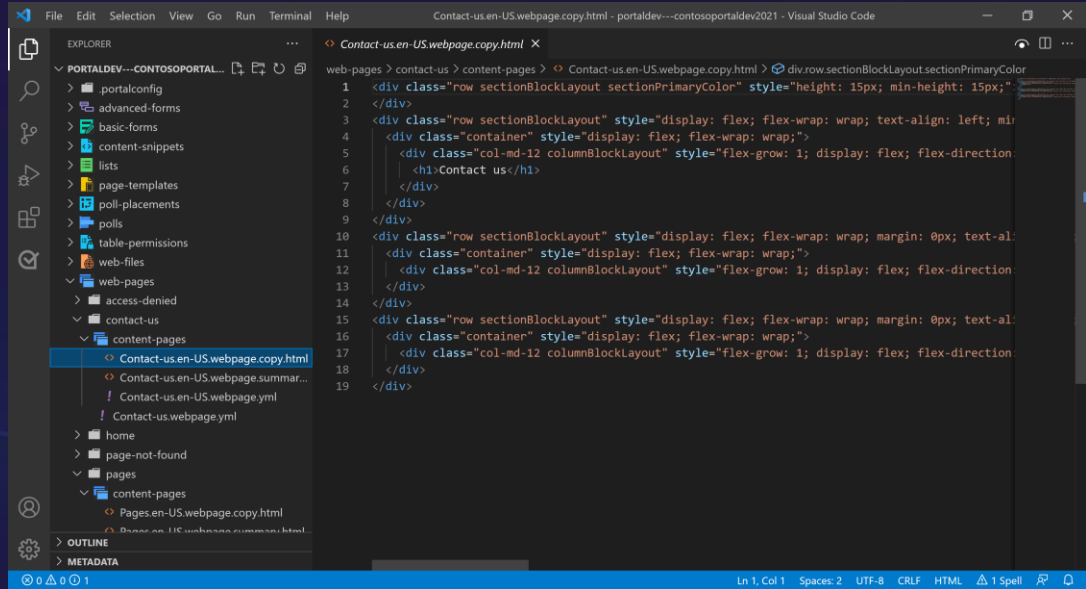 File Edit Selection View Go Run Terminal Help
Contact-us.en-US.webpage.copy.html - portaldev---contosoportaldev2021 - Visual Studio Code
EXPLORER
PORTALDEV---CONTOSOPORTAL...
.portalconfig
advanced-forms
basic-forms
content-snippets
lists
page-templates
poll-placements
polls
table-permissions
web-files
web-pages
access-denied
contact-us
content-pages
Contact-us.en-US.webpage.copy.html
Contact-us.en-US.webpage.summar...
Contact-us.en-US.webpage.yml
Contact-us.webpage.yml
home
page-not-found
pages
content-pages
Pages.en-US.webpage.copy.html
Pages.en-US.webpage.summary.html
OUTLINE
METADATA
Contact-us.en-US.webpage.copy.html
web-pages > contact-us > content-pages > Contact-us.en-US.webpage.copy.html > div.row.sectionBlockLayout.sectionPrimaryColor
1 <div class="row sectionBlockLayout sectionPrimaryColor" style="height: 15px; min-height: 15px;"
2 </div>
3 <div class="row sectionBlockLayout" style="display: flex; flex-wrap: wrap; text-align: left; min
4 <div class="container" style="display: flex; flex-wrap: wrap;">
5 <div class="col-md-12 columnBlockLayout" style="flex-grow: 1; display: flex; flex-direction:
6 <h1>Contact us</h1>
7 </div>
8 </div>
9 </div>
10 <div class="row sectionBlockLayout" style="display: flex; flex-wrap: wrap; margin: 0px; text-al
11 <div class="container" style="display: flex; flex-wrap: wrap;">
12 <div class="col-md-12 columnBlockLayout" style="flex-grow: 1; display: flex; flex-direction:
13 </div>
14 </div>
15 <div class="row sectionBlockLayout" style="display: flex; flex-wrap: wrap; margin: 0px; text-al
16 <div class="container" style="display: flex; flex-wrap: wrap;">
17 <div class="col-md-12 columnBlockLayout" style="flex-grow: 1; display: flex; flex-direction:
18 </div>
19 </div>
0 0 1
Ln 1, Col 1 Spaces: 2 UTF-8 CRLF HTML 1 Spell